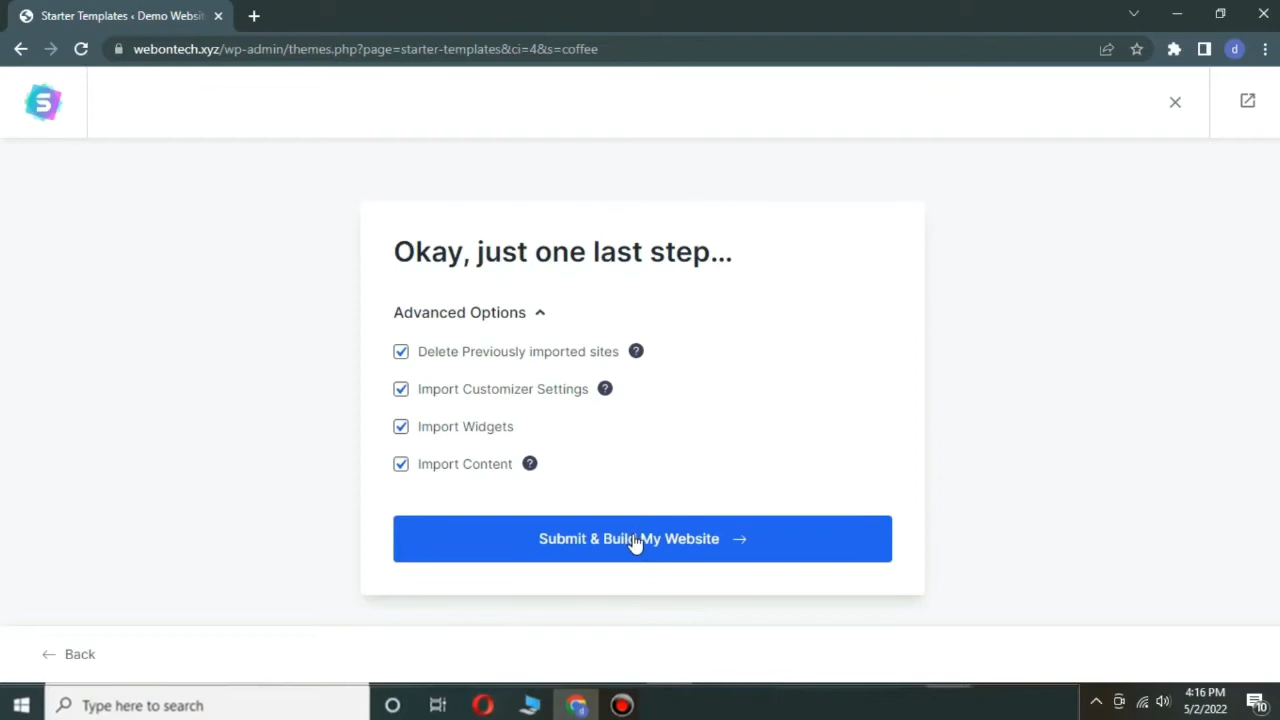 Starter Templates ‹ Demo Websit
webontech.xyz/wp-admin/themes.php?page=starter-templates&ci=4&s=coffee
d
S
Okay, just one last step...
Advanced Options
Delete Previously imported sites ?
Import Customizer Settings ?
Import Widgets
Import Content ?
Submit & Build My Website →
← Back
Type here to search
4:16 PM
5/2/2022
10